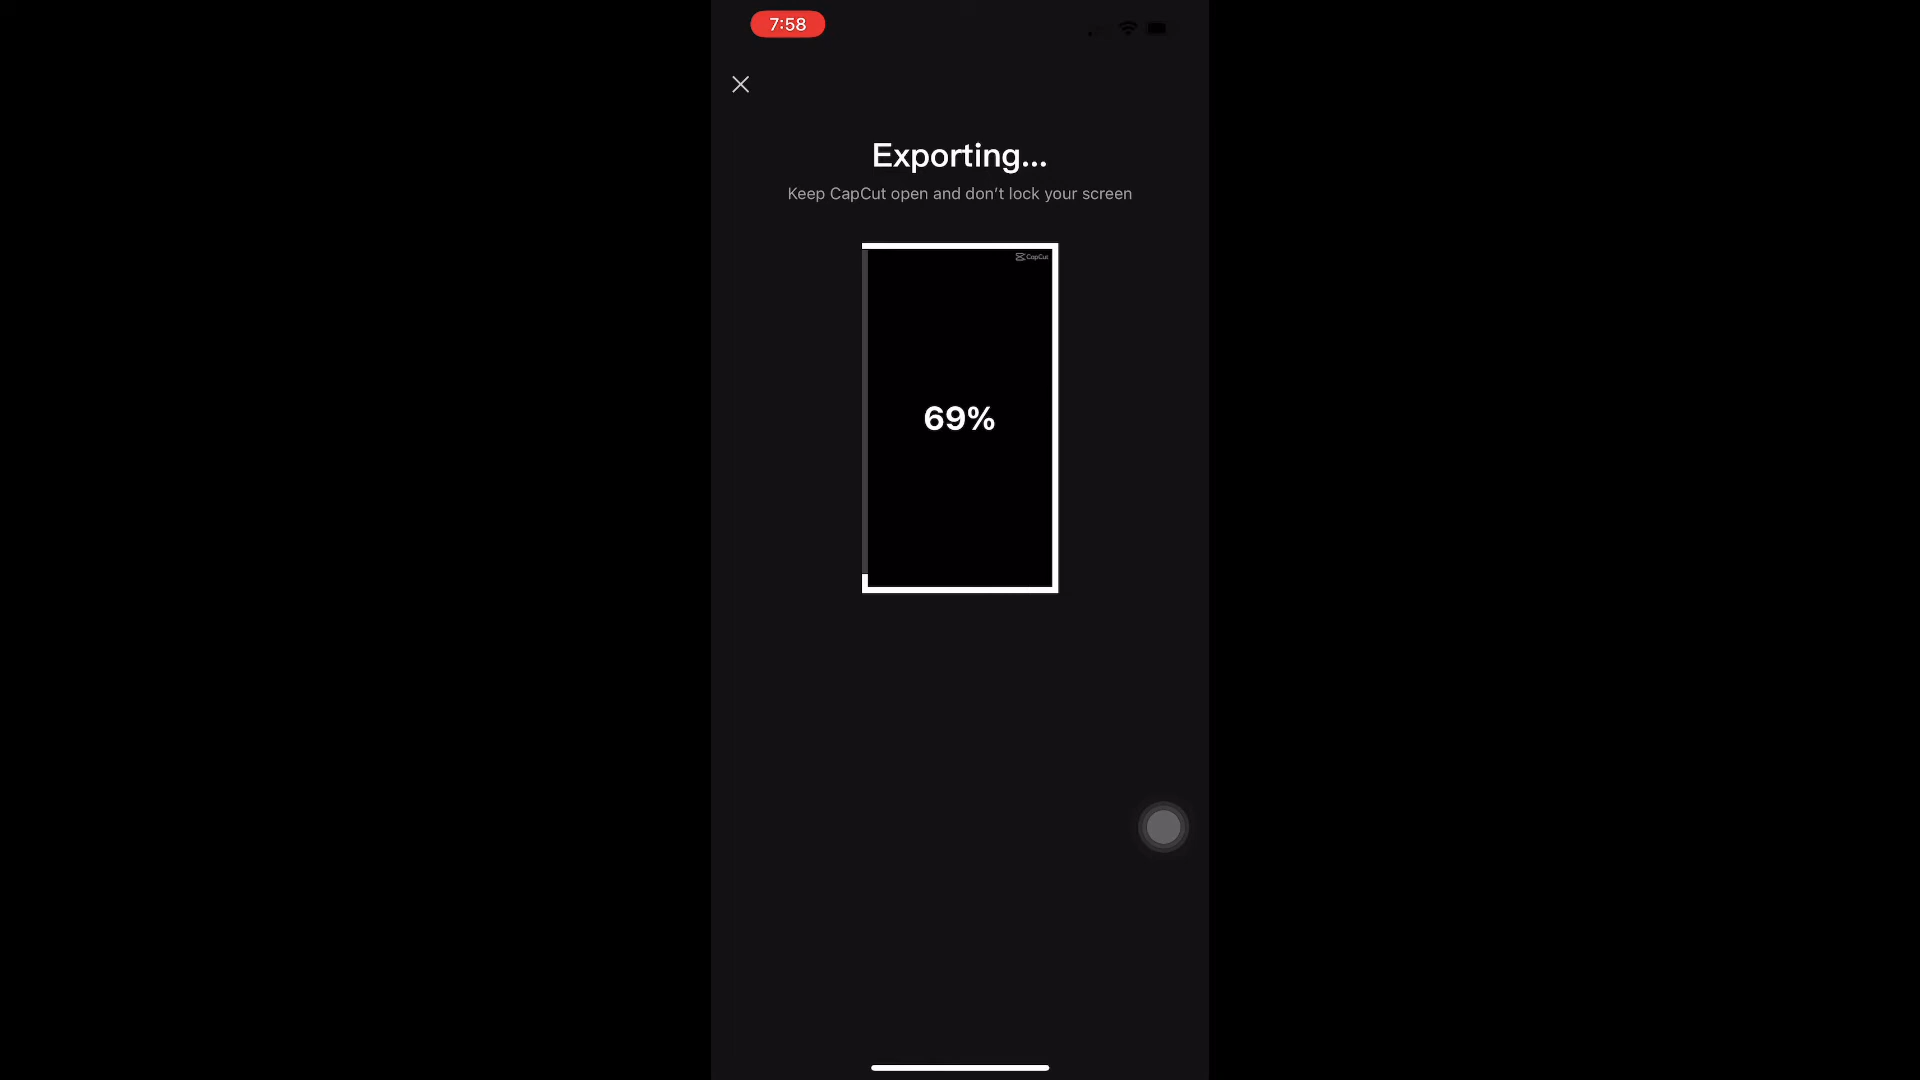 7:58
Exporting...
Keep CapCut open and don’t lock your screen
CapCut
69%